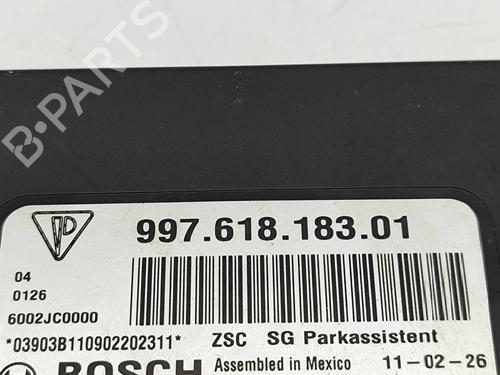 997.618.183.01
04
0126
6002JC0000
*03903B110902202311* ZSC SG Parkassistent
BOSCH Assembled in Mexico 11-02-26
B-PARTS